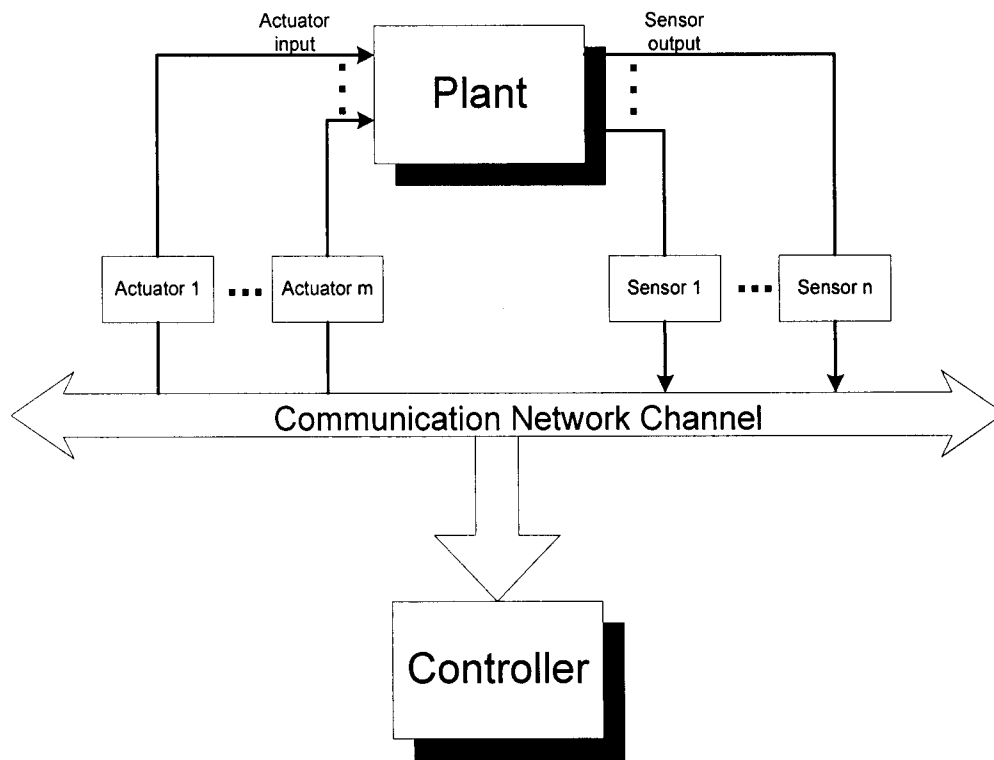 Actuator
input
Sensor
output
Plant
Actuator 1
Actuator m
Sensor 1
Sensor n
Communication Network Channel
Controller